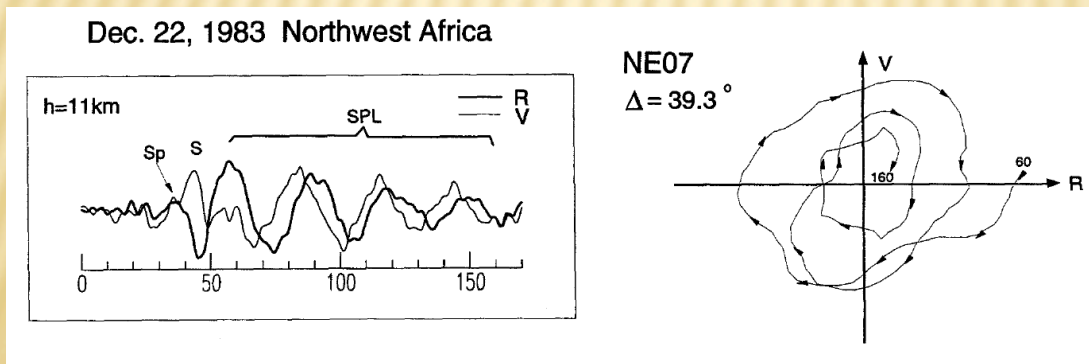 Dec. 22, 1983 Northwest Africa
h=11km
R
V
SPL
Sp
S
0 50 100 150
NE07
Δ = 39.3 °
V
60
160
R